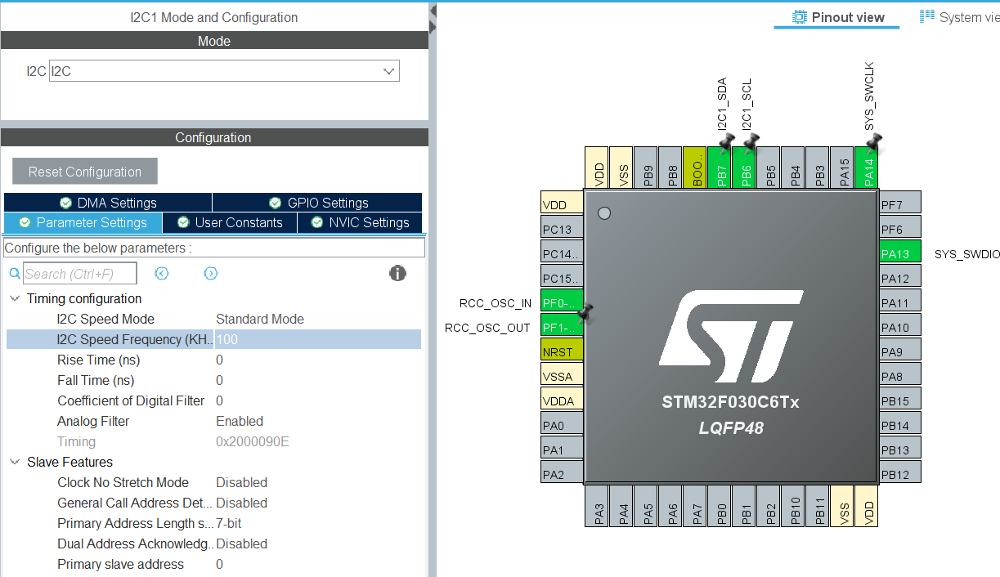 I2C1 Mode and Configuration
Mode
I2C I2C
Configuration
Reset Configuration
DMA Settings GPIO Settings
Parameter Settings User Constants NVIC Settings
Configure the below parameters :
Search (Ctrl+F)
Timing configuration
I2C Speed Mode Standard Mode
I2C Speed Frequency (KH.. 100
Rise Time (ns) 0
Fall Time (ns) 0
Coefficient of Digital Filter 0
Analog Filter Enabled
Timing 0x2000090E
Slave Features
Clock No Stretch Mode Disabled
General Call Address Det... Disabled
Primary Address Length s... 7-bit
Dual Address Acknowledg.. Disabled
Primary slave address 0
Pinout view
System vie
I2C1_SDA
I2C1_SCL
SYS_SWCLK
VDD
VSS
PB9
PB8
BOO..
PB7
PB6
PB5
PB4
PB3
PA15
PA14
VDD
PC13
PC14..
PC15..
RCC_OSC_IN PF0-..
RCC_OSC_OUT PF1-..
NRST
VSSA
VDDA
PA0
PA1
PA2
STM32F030C6Tx
LQFP48
PF7
PF6
PA13 SYS_SWDIO
PA12
PA11
PA10
PA9
PA8
PB15
PB14
PB13
PB12
PA3
PA4
PA5
PA6
PA7
PB0
PB1
PB2
PB10
PB11
VSS
VDD